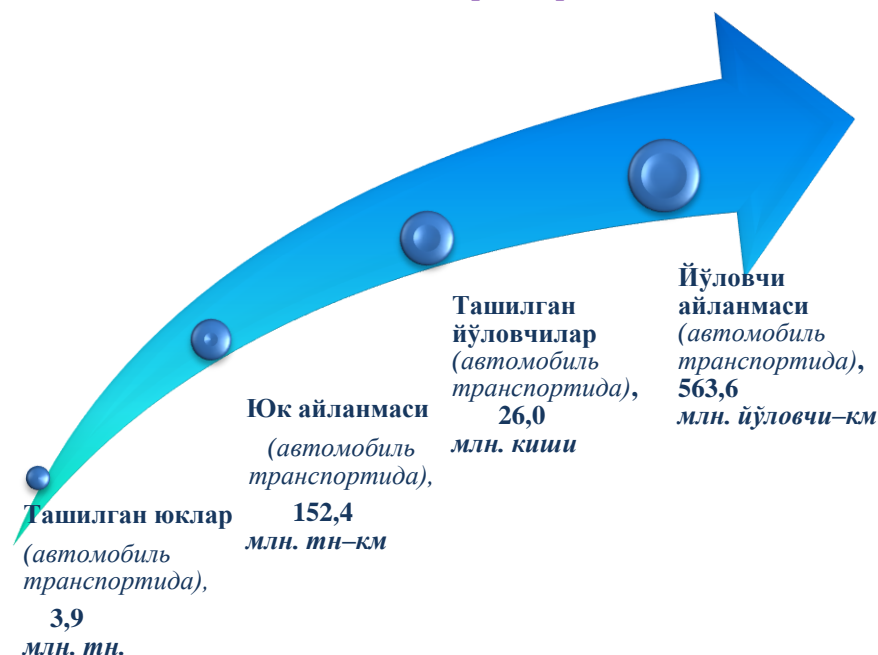 Ташилган юклар
(автомобиль
транспортида),
3,9
млн. тн.
Юк айланмаси
(автомобиль
транспортида),
152,4
млн. тн–км
Ташилган
йўловчилар
(автомобиль
транспортида),
26,0
млн. киши
Йўловчи
айланмаси
(автомобиль
транспортида),
563,6
млн. йўловчи–км